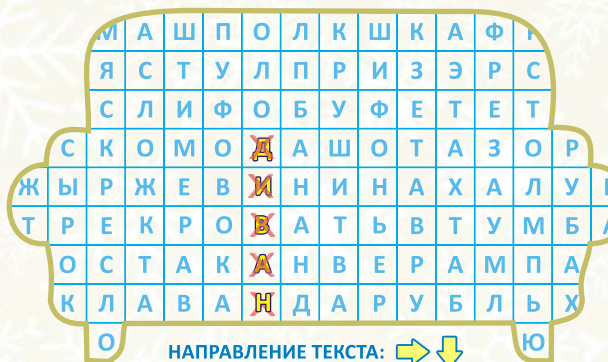 М А Ш П О Л К Ш К А Ф
Я С Т У Л П Р И З Э Р С
С Л И Ф О Б У Ф Е Т Е Т
С К О М О Д А Ш О Т А З О Р
Ж Ы Р Ж Е В И Н И Н А Х А Л У
Т Р Е К Р О В А Т Ь В Т У М Б А
О С Т А К А Н В Е Р А М П А
К Л А В А Н Д А Р У Б Л Ь Х
О Ю
НАПРАВЛЕНИЕ ТЕКСТА: